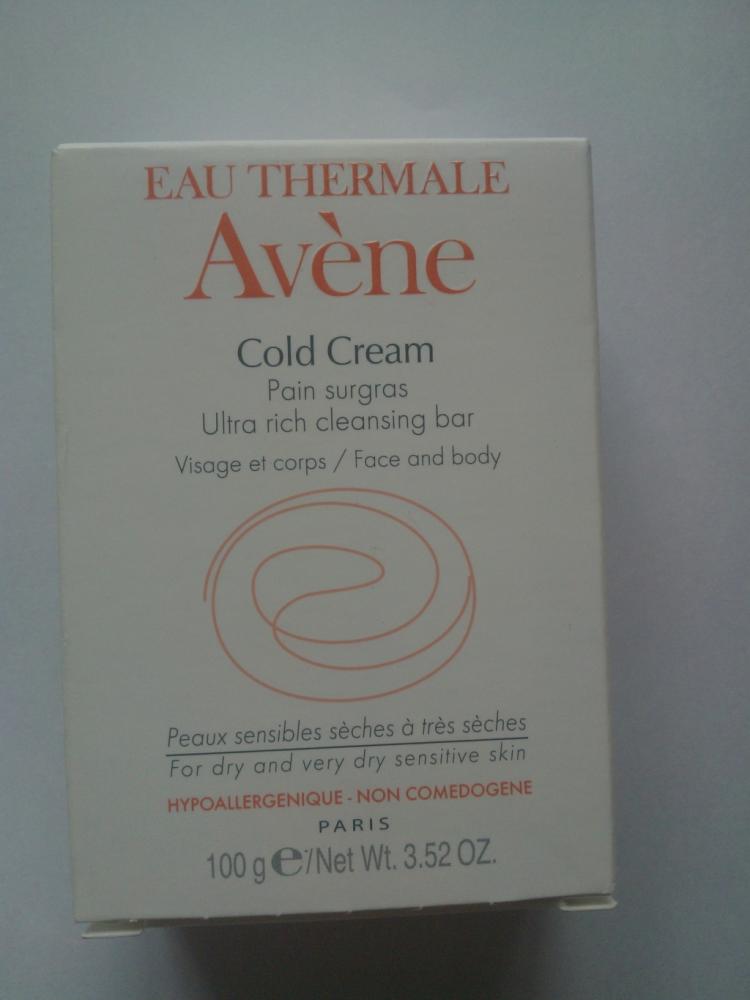 EAU THERMALE
Avène
Cold Cream
Pain surgras
Ultra rich cleansing bar
Visage et corps / Face and body
Peaux sensibles sèches à très sèches
For dry and very dry sensitive skin
HYPOALLERGENIQUE - NON COMEDOGENE
PARIS
100 g e/Net Wt. 3.52 OZ.